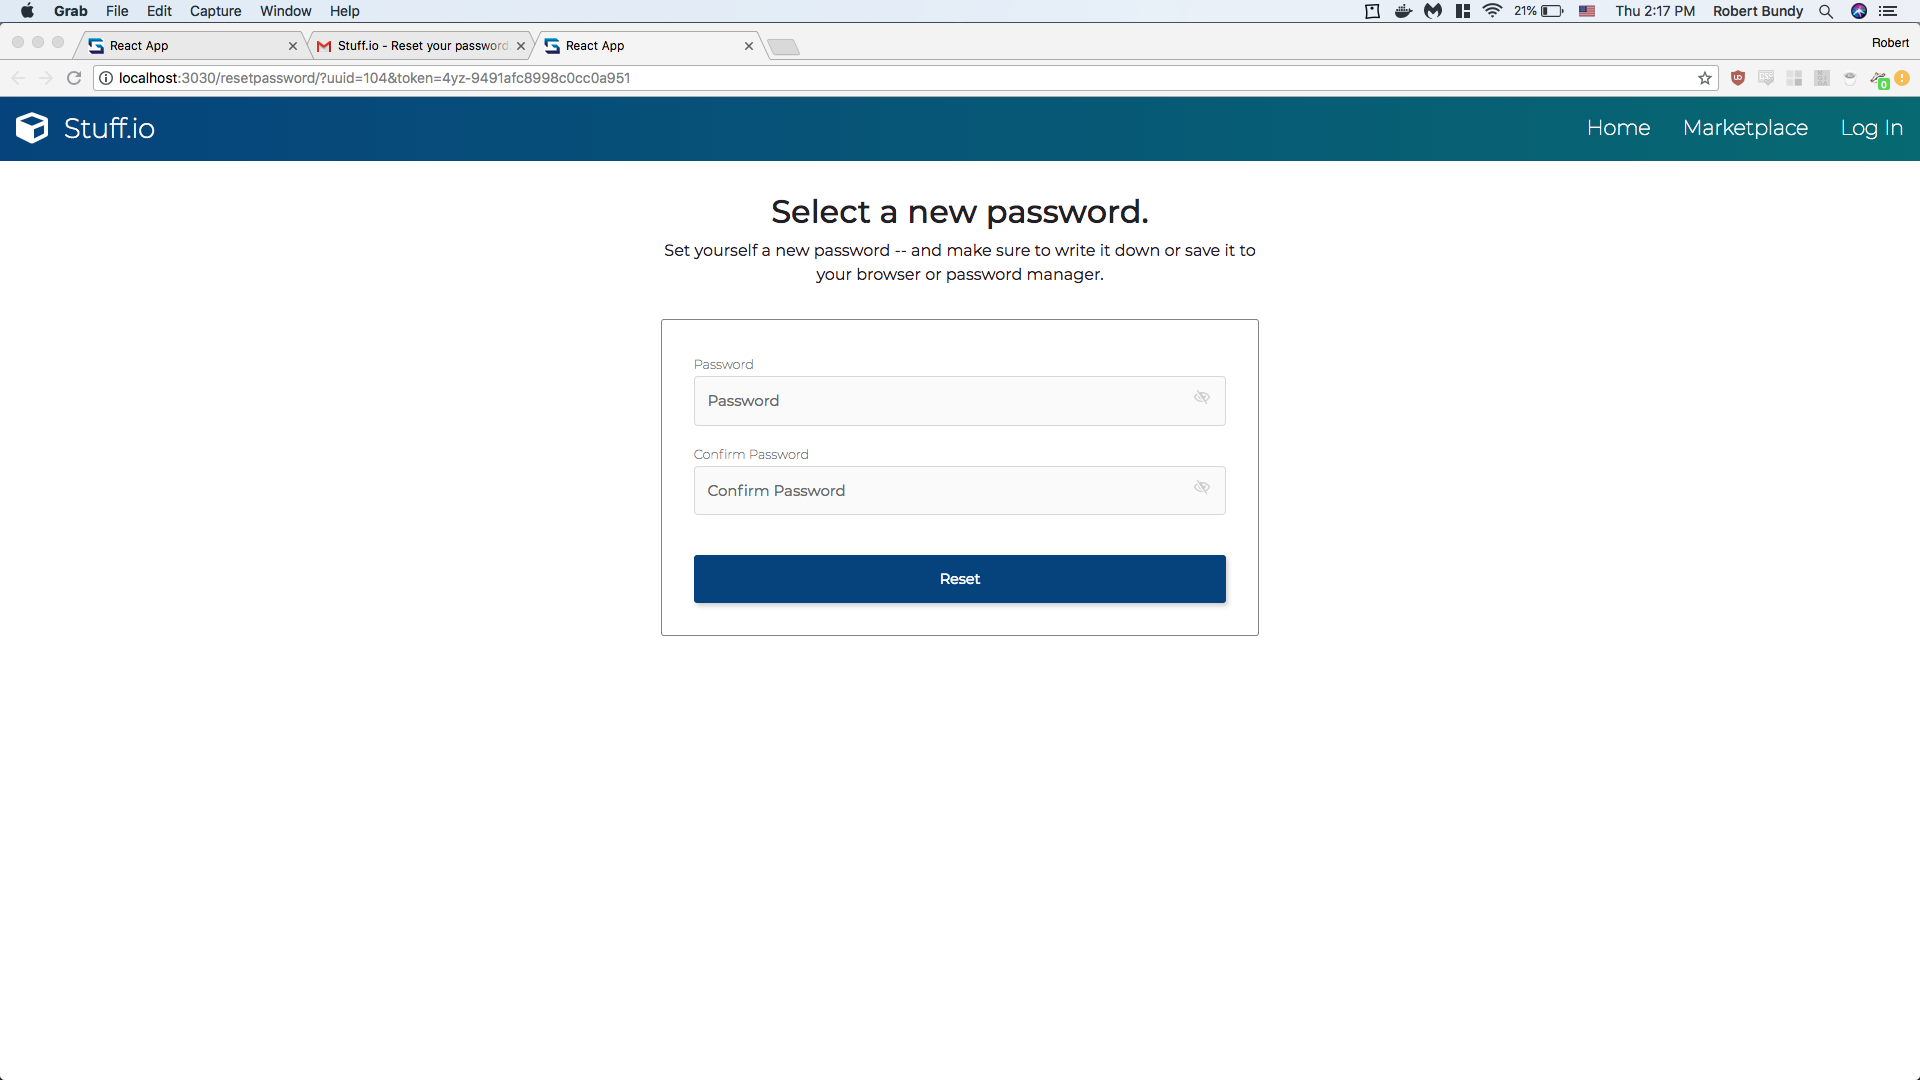 Grab File Edit Capture Window Help 21% Thu 2:17 PM Robert Bundy
React App Stuff.io - Reset your password React App Robert
localhost:3030/resetpassword/?uuid=104&token=4yz-9491afc8998c0cc0a951
0
Stuff.io Home Marketplace Log In
Select a new password.
Set yourself a new password -- and make sure to write it down or save it to
your browser or password manager.
Password
Password
Confirm Password
Confirm Password
Reset